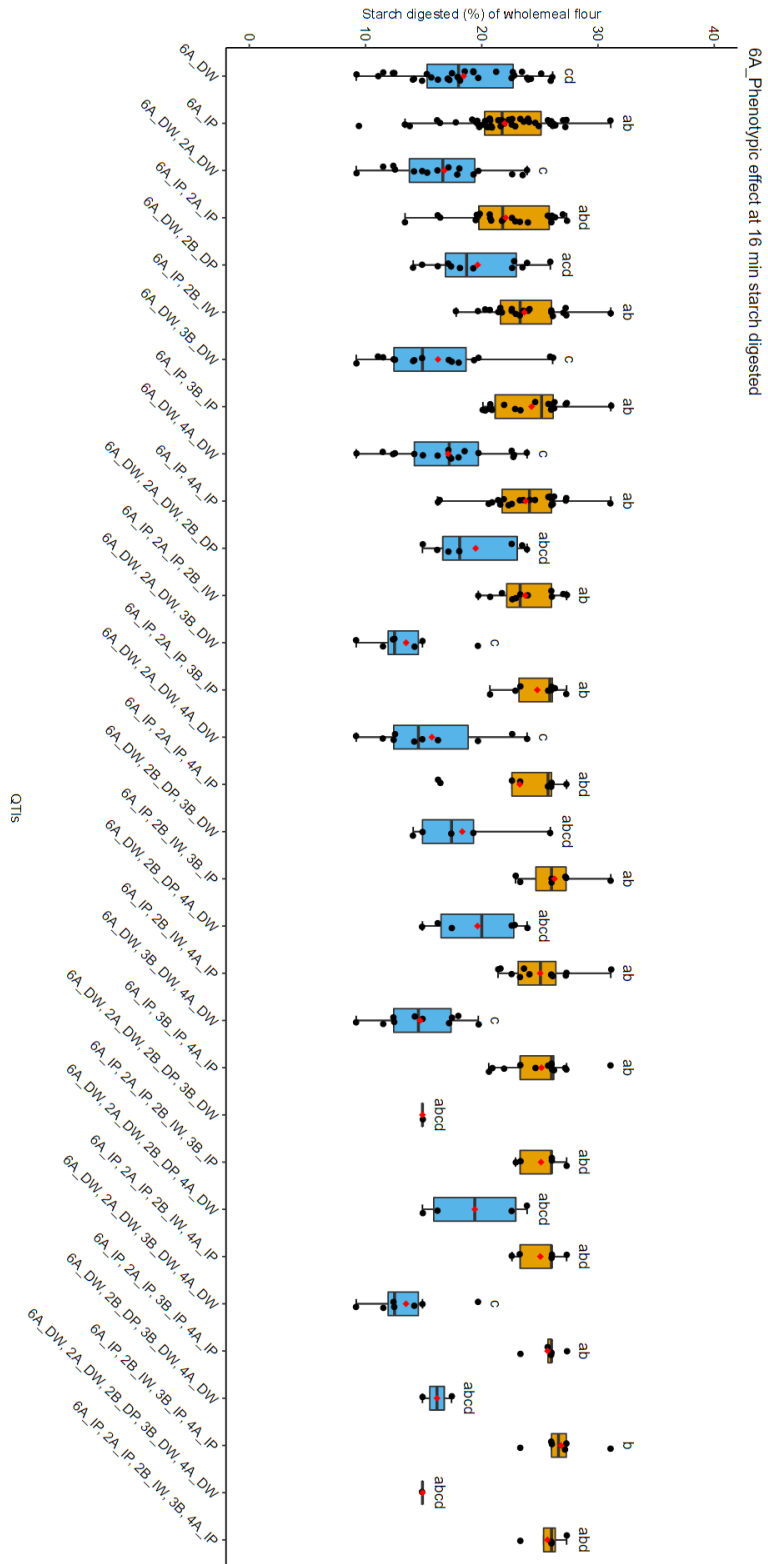 6A_Phenotypic effect at 16 min starch digested
Starch digested (%) of wholemeal flour
40
30
20
10
0
cd
ab
c
abd
acd
ab
c
ab
c
ab
abcd
ab
c
ab
c
abd
abcd
ab
abcd
ab
c
ab
abcd
abd
abcd
abd
c
ab
abcd
b
abcd
abd
6A_DW
6A_IP
6A_DW, 2A_DW
6A_IP, 2A_IP
6A_DW, 2B_DP
6A_IP, 2B_IW
6A_DW, 3B_DW
6A_IP, 3B_IP
6A_DW, 4A_DW
6A_IP, 4A_IP
6A_DW, 2A_DW, 2B_DP
6A_IP, 2A_IP, 2B_IW
6A_DW, 2A_DW, 3B_DW
6A_IP, 2A_IP, 3B_IP
6A_DW, 2A_DW, 4A_DW
6A_IP, 2A_IP, 4A_IP
6A_DW, 2B_DP, 3B_DW
6A_IP, 2B_IW, 3B_IP
6A_DW, 2B_DP, 4A_DW
6A_IP, 2B_IW, 4A_IP
6A_DW, 3B_DW, 4A_DW
6A_IP, 3B_IP, 4A_IP
6A_DW, 2A_DW, 2B_DP, 3B_DW
6A_IP, 2A_IP, 2B_IW, 3B_IP
6A_DW, 2A_DW, 2B_DP, 4A_DW
6A_IP, 2A_IP, 2B_IW, 4A_IP
6A_DW, 2A_DW, 3B_DW, 4A_DW
6A_IP, 2A_IP, 3B_IP, 4A_IP
6A_DW, 2B_DP, 3B_DW, 4A_DW
6A_IP, 2B_IW, 3B_IP, 4A_IP
6A_DW, 2A_DW, 2B_DP, 3B_DW, 4A_DW
6A_IP, 2A_IP, 2B_IW, 3B, 4A_IP
QTls